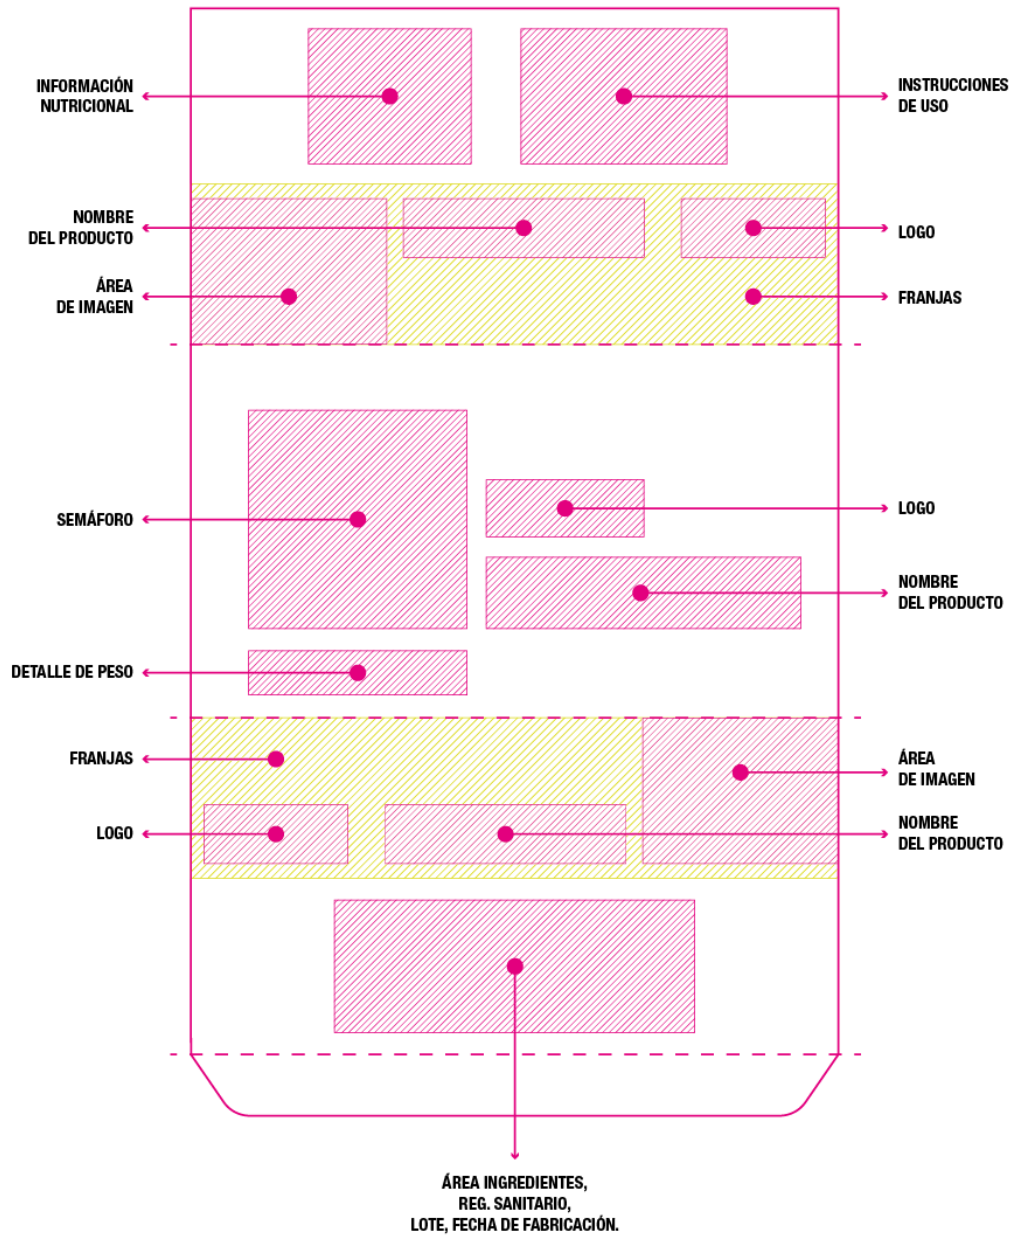 INFORMACIÓN
NUTRICIONAL
INSTRUCCIONES
DE USO
NOMBRE
DEL PRODUCTO
LOGO
ÁREA
DE IMAGEN
FRANJAS
SEMÁFORO
LOGO
NOMBRE
DEL PRODUCTO
DETALLE DE PESO
FRANJAS
ÁREA
DE IMAGEN
LOGO
NOMBRE
DEL PRODUCTO
ÁREA INGREDIENTES,
REG. SANITARIO,
LOTE, FECHA DE FABRICACIÓN.